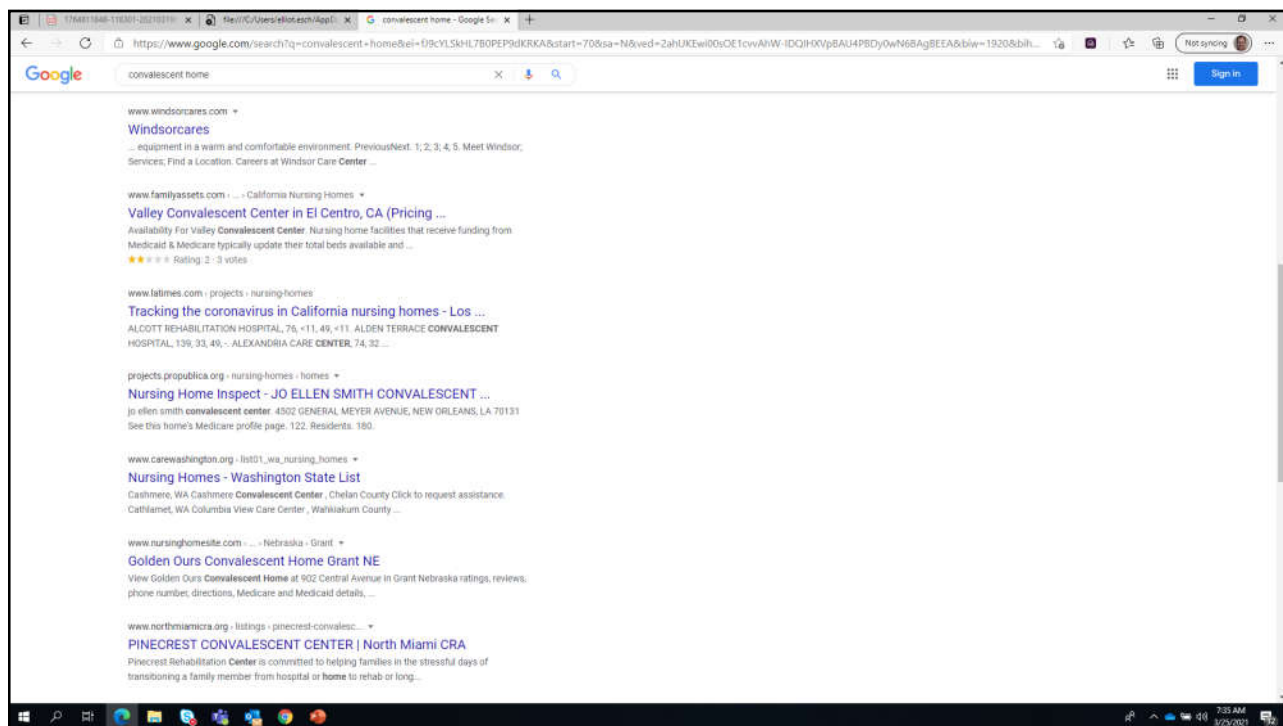 file:///C:/Users/elliot.esch/AppD
convalescent home - Google Se
https://www.google.com/search?q=convalescent+home&ei=
Not syncing
Google
convalescent home
Sign in
www.windsorcares.com
Windsorcares
... equipment in a warm and comfortable environment. PreviousNext. 1; 2; 3; 4; 5. Meet Windsor;
Services; Find a Location. Careers at Windsor Care Center ...
www.familyassets.com › ... › California Nursing Homes
Valley Convalescent Center in El Centro, CA (Pricing ...
Availability For Valley Convalescent Center. Nursing home facilities that receive funding from
Medicaid & Medicare typically update their total beds available and ...
Rating: 2 · 3 votes
www.latimes.com › projects › nursing-homes
Tracking the coronavirus in California nursing homes - Los ...
ALCOTT REHABILITATION HOSPITAL, 76, <11, 49, <11. ALDEN TERRACE CONVALESCENT
HOSPITAL, 139, 33, 49, -. ALEXANDRIA CARE CENTER, 74, 32 ...
projects.propublica.org › nursing-homes › homes
Nursing Home Inspect - JO ELLEN SMITH CONVALESCENT ...
jo ellen smith convalescent center. 4502 GENERAL MEYER AVENUE, NEW ORLEANS, LA 70131
See this home's Medicare profile page. 122. Residents. 180.
www.carewashington.org › list01_wa_nursing_homes
Nursing Homes - Washington State List
Cashmere, WA Cashmere Convalescent Center , Chelan County Click to request assistance.
Cathlamet, WA Columbia View Care Center , Wahkiakum County ...
www.nursinghomesite.com › ... › Nebraska › Grant
Golden Ours Convalescent Home Grant NE
View Golden Ours Convalescent Home at 902 Central Avenue in Grant Nebraska ratings, reviews,
phone number, directions, Medicare and Medicaid details, ...
www.northmiamicra.org › listings › pinecrest-convalesc...
PINECREST CONVALESCENT CENTER | North Miami CRA
Pinecrest Rehabilitation Center is committed to helping families in the stressful days of
transitioning a family member from hospital or home to rehab or long...
7:35 AM
3/25/2021